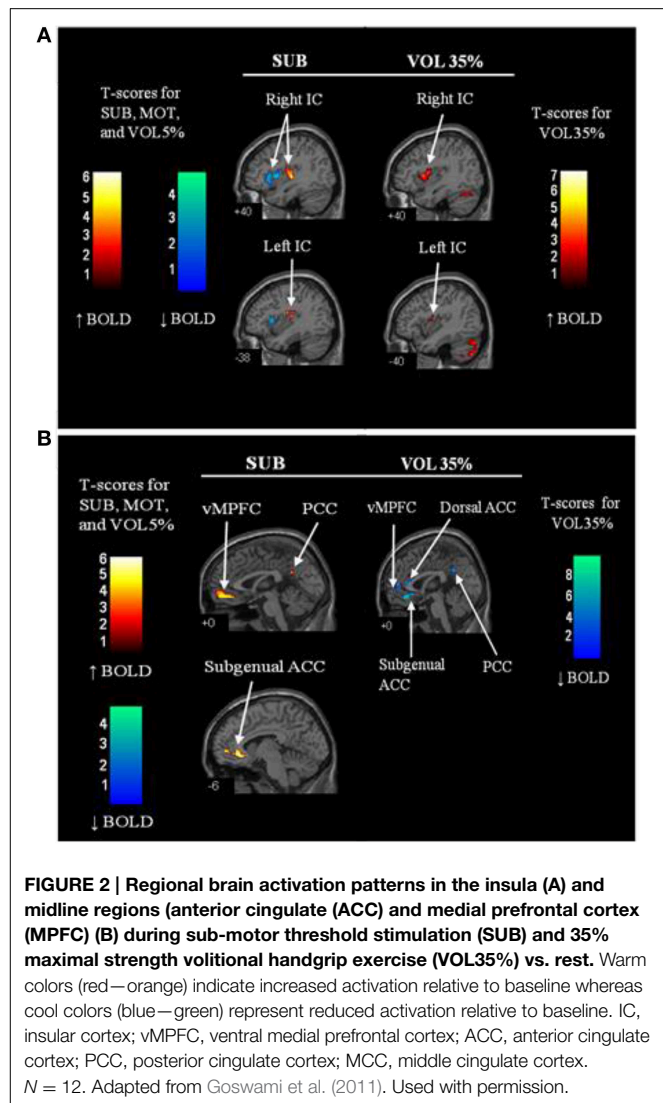 A
SUB
VOL 35%
T-scores for
SUB, MOT,
and VOL5%
Right IC
Right IC
T-scores for
VOL35%
6
5
4
3
2
1
4
3
2
1
7
6
5
4
3
2
1
+40
+40
Left IC
Left IC
↑ BOLD
↓ BOLD
↑ BOLD
-38
-40
B
SUB
VOL 35%
T-scores for
SUB, MOT,
and VOL5%
vMPFC
PCC
vMPFC
Dorsal ACC
T-scores for
VOL35%
6
5
4
3
2
1
8
6
4
2
+0
+0
Subgenual
ACC
PCC
↑ BOLD
↓ BOLD
Subgenual ACC
4
3
2
1
-6
↓ BOLD
FIGURE 2 | Regional brain activation patterns in the insula (A) and
midline regions (anterior cingulate (ACC) and medial prefrontal cortex
(MPFC) (B) during sub-motor threshold stimulation (SUB) and 35%
maximal strength volitional handgrip exercise (VOL35%) vs. rest. Warm
colors (red—orange) indicate increased activation relative to baseline whereas
cool colors (blue—green) represent reduced activation relative to baseline. IC,
insular cortex; vMPFC, ventral medial prefrontal cortex; ACC, anterior cingulate
cortex; PCC, posterior cingulate cortex; MCC, middle cingulate cortex.
N = 12. Adapted from Goswami et al. (2011). Used with permission.